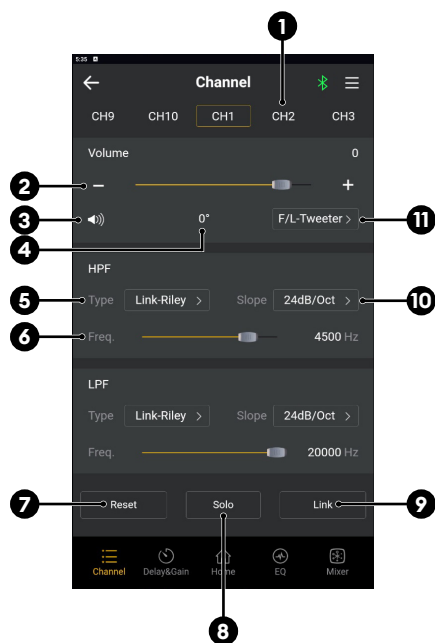 1
5:35
Channel
CH9 CH10 CH1 CH2 CH3
Volume 0
2 − +
3 0° F/L-Tweeter > 11
4
HPF
5 Type Link-Riley > Slope 24dB/Oct > 10
6 Freq. 4500 Hz
LPF
Type Link-Riley > Slope 24dB/Oct >
Freq. 20000 Hz
7 Reset Solo Link 9
Channel Delay&Gain Home EQ Mixer
8